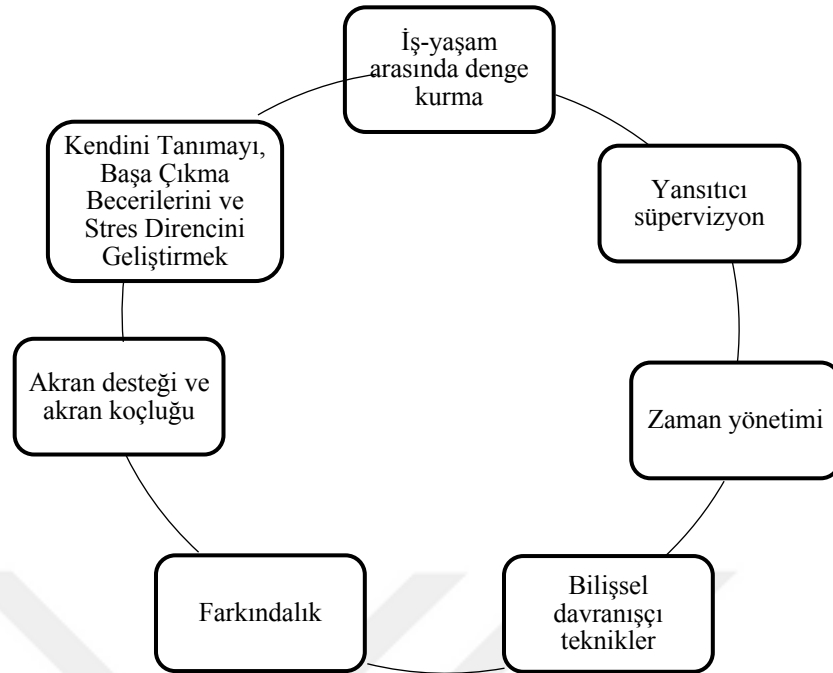 İş-yaşam
arasında denge
kurma
Yansıtıcı
süpervizyon
Zaman yönetimi
Bilişsel
davranışçı
teknikler
Farkındalık
Akran desteği ve
akran koçluğu
Kendini Tanımayı,
Başa Çıkma
Becerilerini ve
Stres Direncini
Geliştirmek